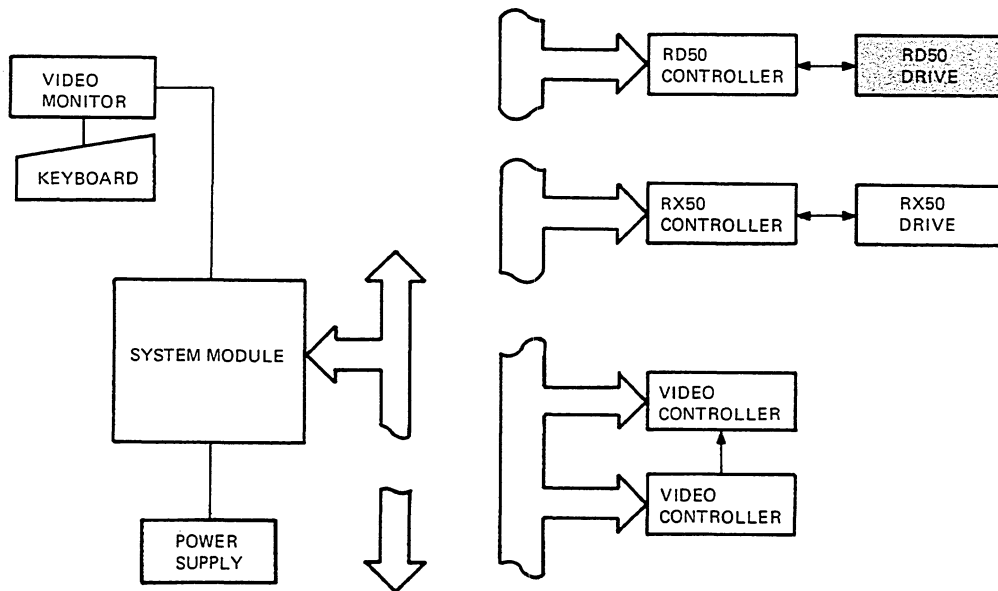 VIDEO
MONITOR
KEYBOARD
SYSTEM MODULE
POWER
SUPPLY
RD50
CONTROLLER
RD50
DRIVE
RX50
CONTROLLER
RX50
DRIVE
VIDEO
CONTROLLER
VIDEO
CONTROLLER